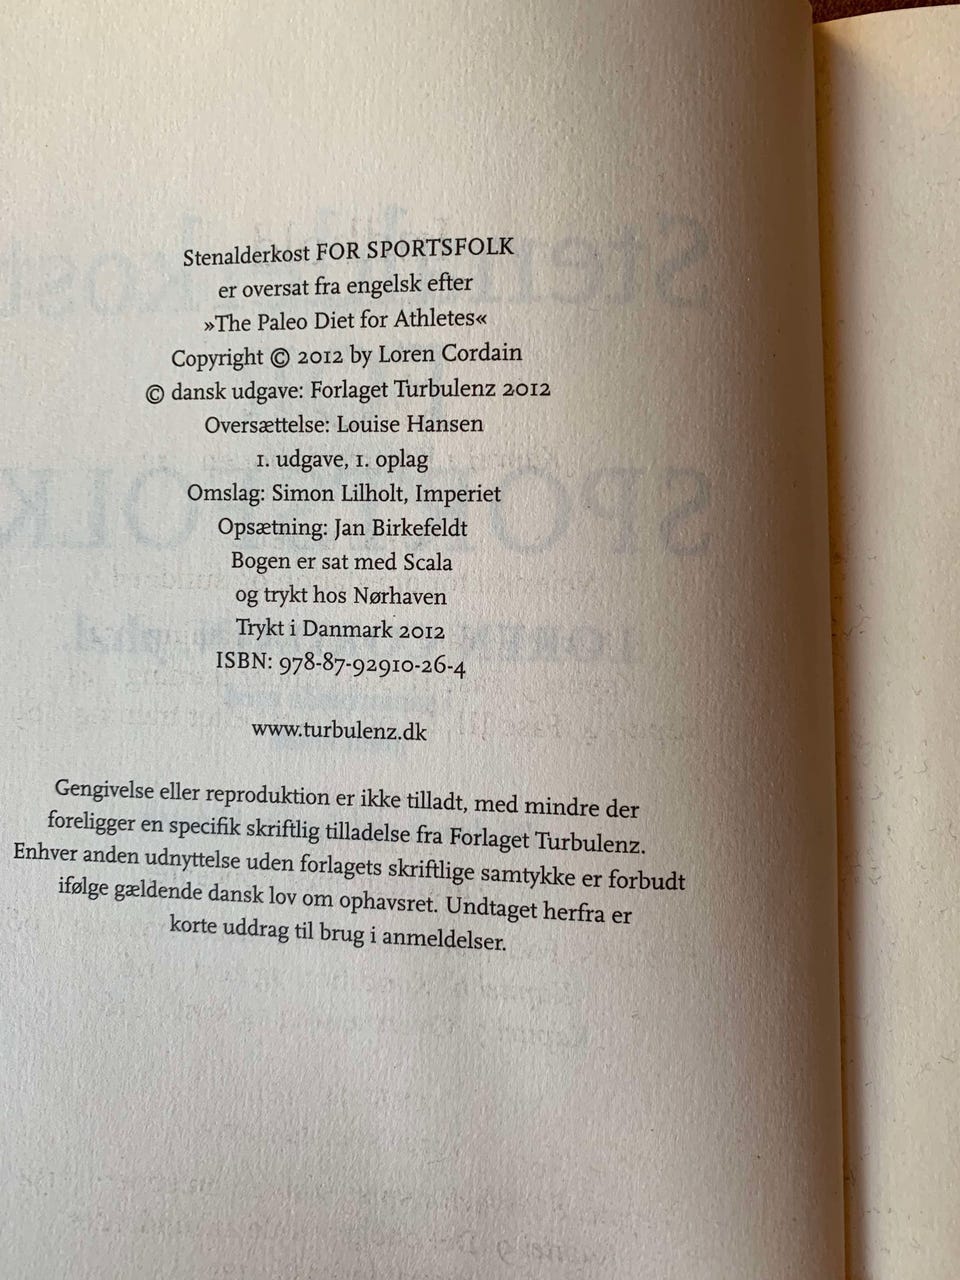 Stenalderkost FOR SPORTSFOLK
er oversat fra engelsk efter
»The Paleo Diet for Athletes«
Copyright © 2012 by Loren Cordain
© dansk udgave: Forlaget Turbulenz 2012
Oversættelse: Louise Hansen
1. udgave, 1. oplag
Omslag: Simon Lilholt, Imperiet
Opsætning: Jan Birkefeldt
Bogen er sat med Scala
og trykt hos Nørhaven
Trykt i Danmark 2012
ISBN: 978-87-92910-26-4
www.turbulenz.dk
Gengivelse eller reproduktion er ikke tilladt, med mindre der
foreligger en specifik skriftlig tilladelse fra Forlaget Turbulenz.
Enhver anden udnyttelse uden forlagets skriftlige samtykke er forbudt
ifølge gældende dansk lov om ophavsret. Undtaget herfra er
korte uddrag til brug i anmeldelser.